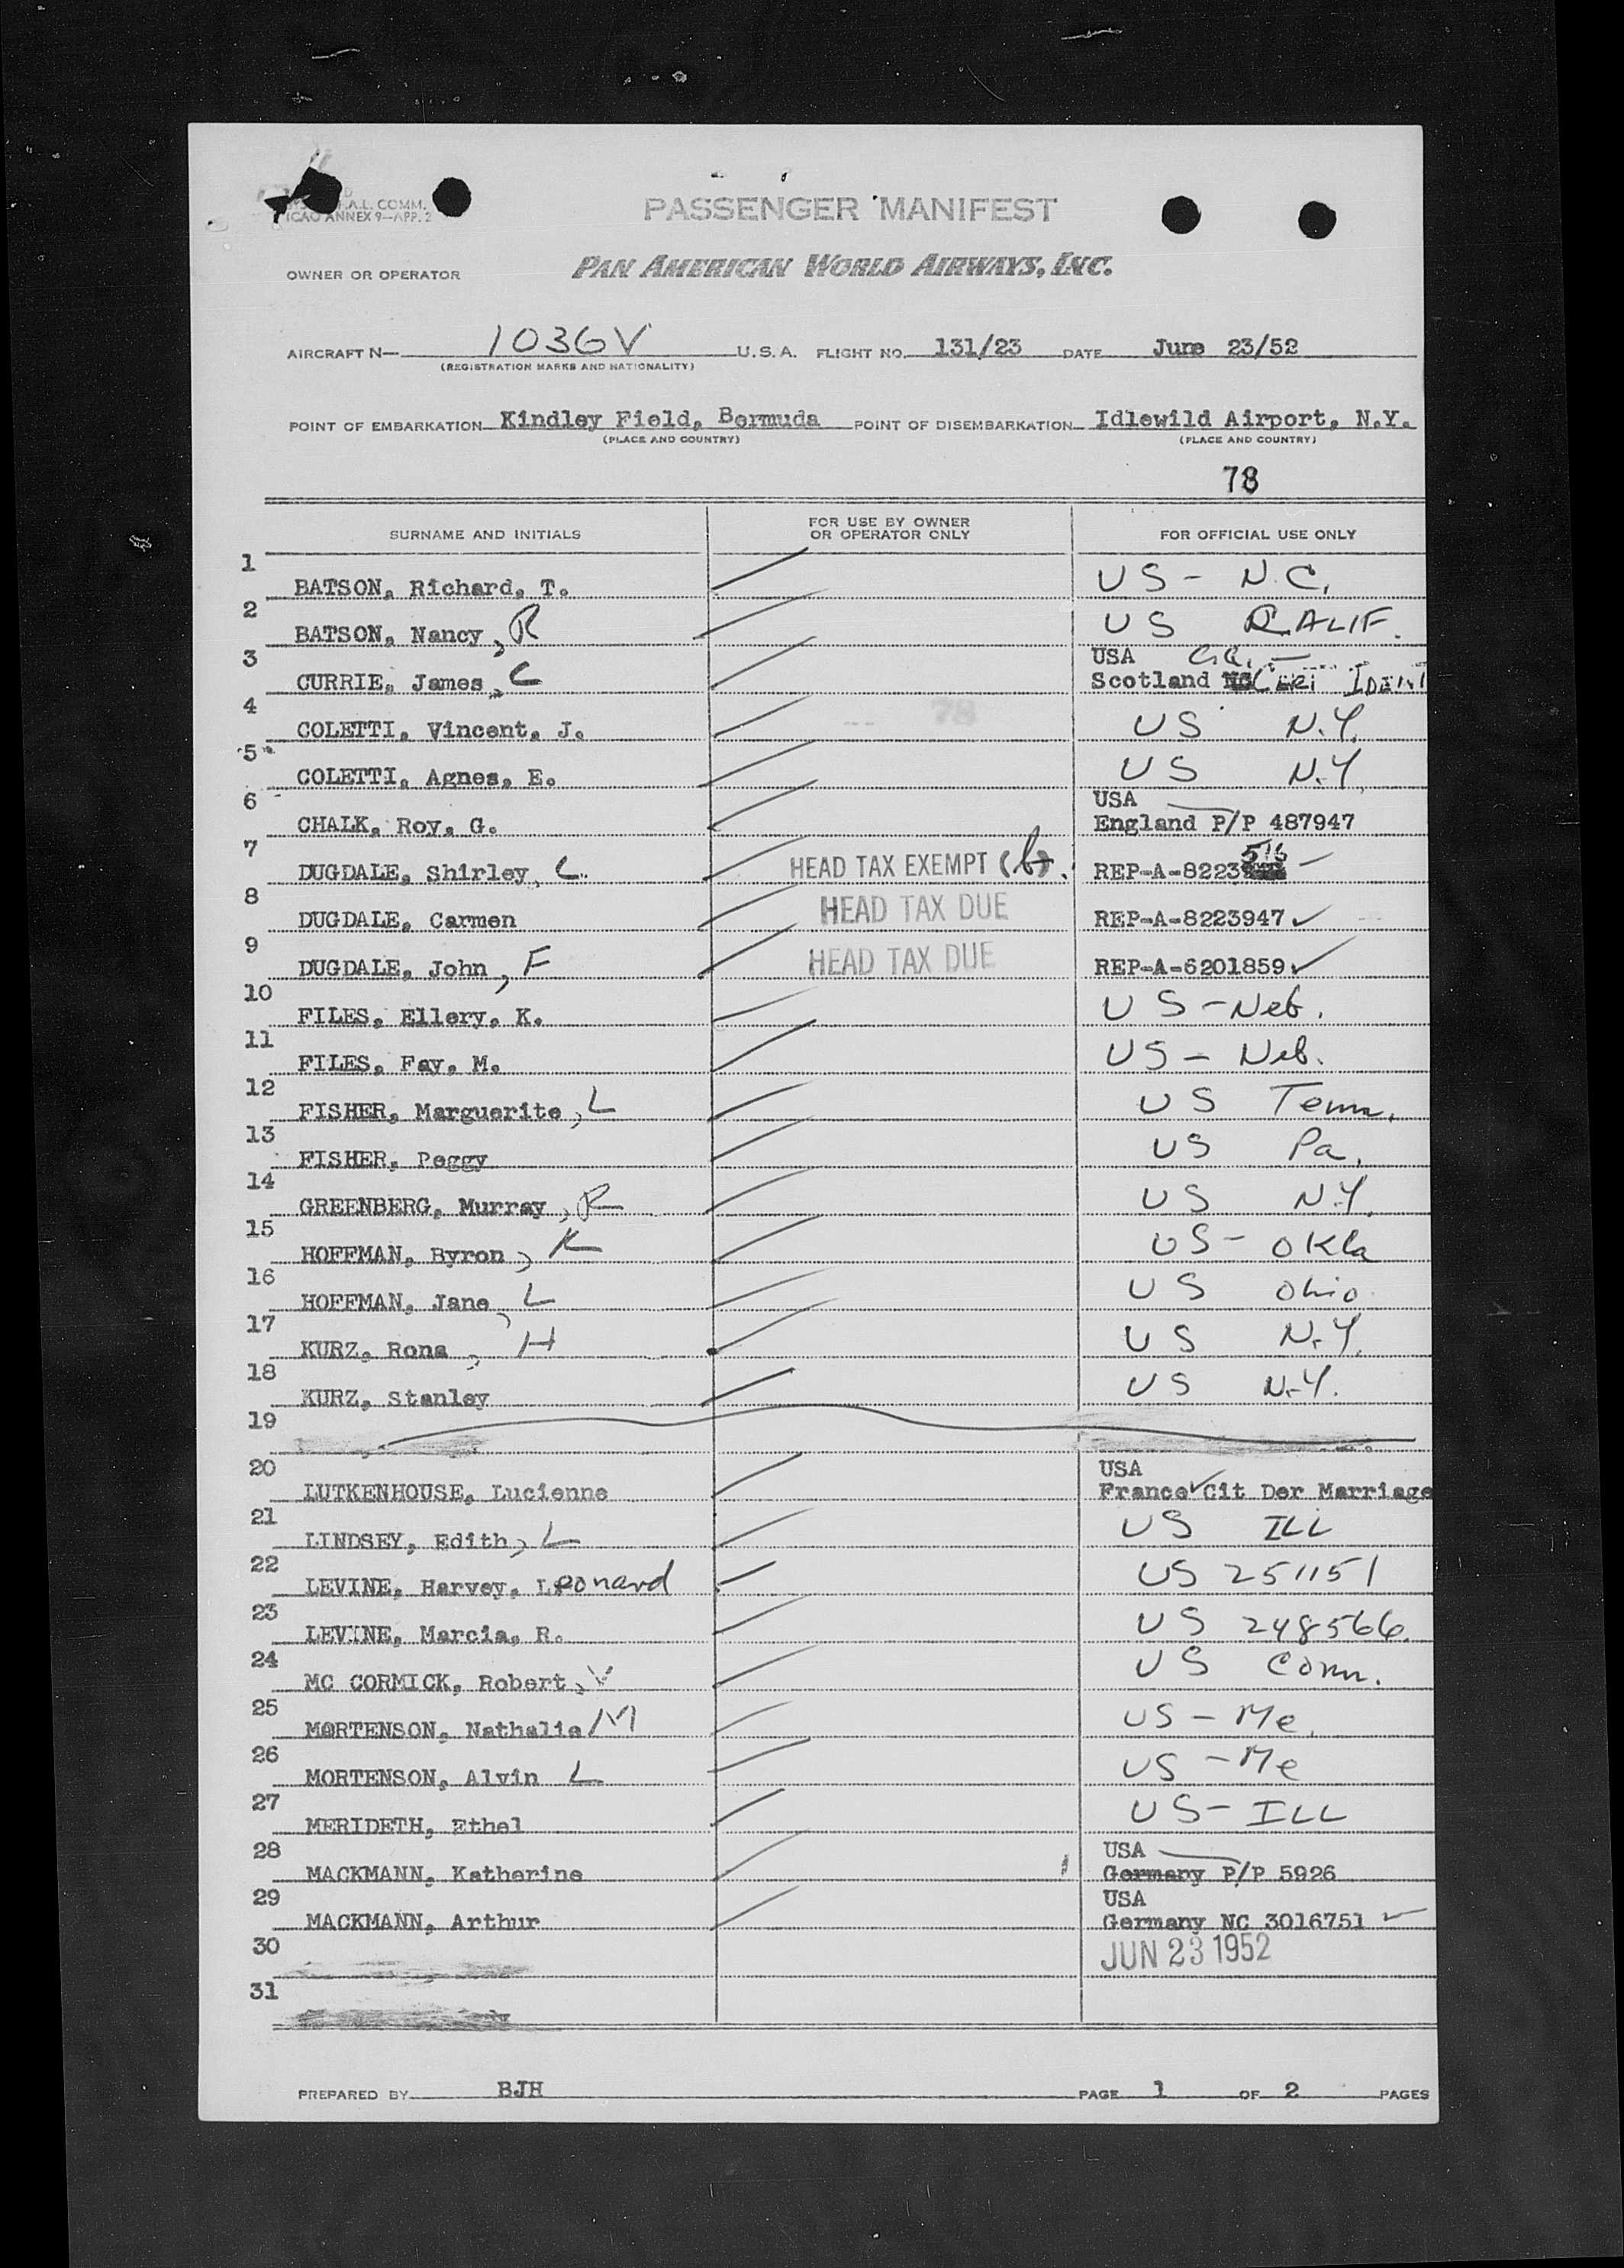 F.A.L. COMM.
ICAO ANNEX 9-APP. 2
PASSENGER MANIFEST
OWNER OR OPERATOR PAN AMERICAN WORLD AIRWAYS, INC.
AIRCRAFT N- 1036V U.S.A. FLIGHT NO. 131/23 DATE June 23/52
(REGISTRATION MARKS AND NATIONALITY)
POINT OF EMBARKATION Kindley Field, Bermuda POINT OF DISEMBARKATION Idlewild Airport, N.Y.
(PLACE AND COUNTRY) (PLACE AND COUNTRY)
78
SURNAME AND INITIALS FOR USE BY OWNER OR OPERATOR ONLY FOR OFFICIAL USE ONLY
1 BATSON, Richard, T. US - N.C.
2 BATSON, Nancy, R US CALIF.
USA
3 CURRIE, James, C Scotland CERT IDENT
4 COLETTI, Vincent, J. 78 US N.Y.
5 COLETTI, Agnes, E. US N.Y
USA
6 CHALK, Roy, G. England P/P 487947
7 DUGDALE, Shirley, C. HEAD TAX EXEMPT (b). REP-A-8223516
8 DUGDALE, Carmen HEAD TAX DUE REP-A-8223947
9 DUGDALE, John, F HEAD TAX DUE REP-A-6201859
10 FILES, Ellery, K. US - Neb.
11 FILES, Fay, M. US - Neb.
12 FISHER, Marguerite, L US Tenn.
13 FISHER, Peggy US Pa.
14 GREENBERG, Murray, R US N.Y.
15 HOFFMAN, Byron, K US - Okla
16 HOFFMAN, Jane, L US Ohio
17 KURZ, Rona, H US N.Y.
18 KURZ, Stanley US N.Y.
19
USA
20 LUTKENHOUSE, Lucienne France Cit Der Marriage
21 LINDSEY, Edith, L US ILL
22 LEVINE, Harvey, Leonard US 251151
23 LEVINE, Marcia, R. US 248566
24 MC CORMICK, Robert, V US Conn.
25 MORTENSON, Nathalie M US - Me.
26 MORTENSON, Alvin L US - Me
27 MERIDETH, Ethel US - ILL
USA
28 MACKMANN, Katherine Germany P/P 5926
USA
29 MACKMANN, Arthur Germany NC 3016751
30 JUN 23 1952
31
PREPARED BY BJH PAGE 1 OF 2 PAGES